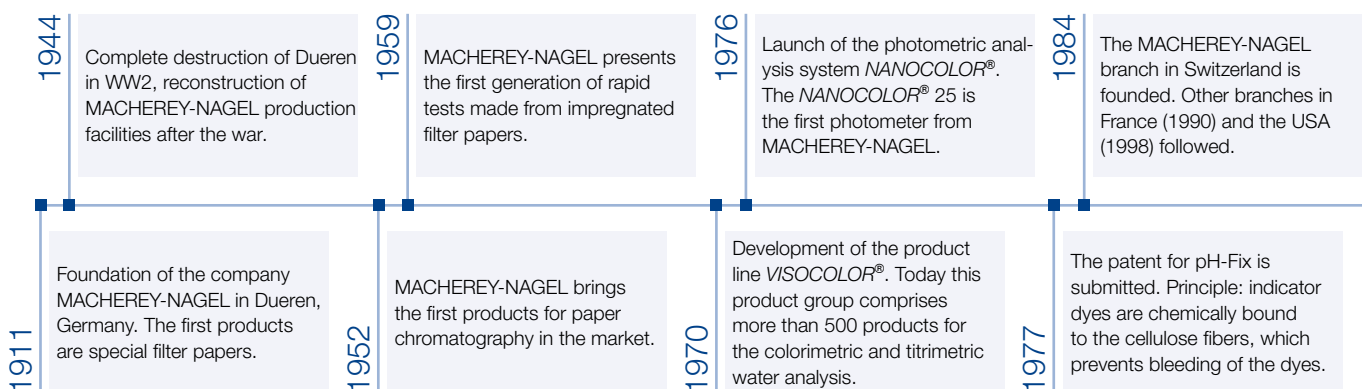 1944
Complete destruction of Dueren
in WW2, reconstruction of
MACHEREY-NAGEL production
facilities after the war.
1959
MACHEREY-NAGEL presents
the first generation of rapid
tests made from impregnated
filter papers.
1976
Launch of the photometric anal-
ysis system NANOCOLOR®.
The NANOCOLOR® 25 is
the first photometer from
MACHEREY-NAGEL.
1984
The MACHEREY-NAGEL
branch in Switzerland is
founded. Other branches in
France (1990) and the USA
(1998) followed.
1911
Foundation of the company
MACHEREY-NAGEL in Dueren,
Germany. The first products
are special filter papers.
1952
MACHEREY-NAGEL brings
the first products for paper
chromatography in the market.
1970
Development of the product
line VISOCOLOR®. Today this
product group comprises
more than 500 products for
the colorimetric and titrimetric
water analysis.
1977
The patent for pH-Fix is
submitted. Principle: indicator
dyes are chemically bound
to the cellulose fibers, which
prevents bleeding of the dyes.